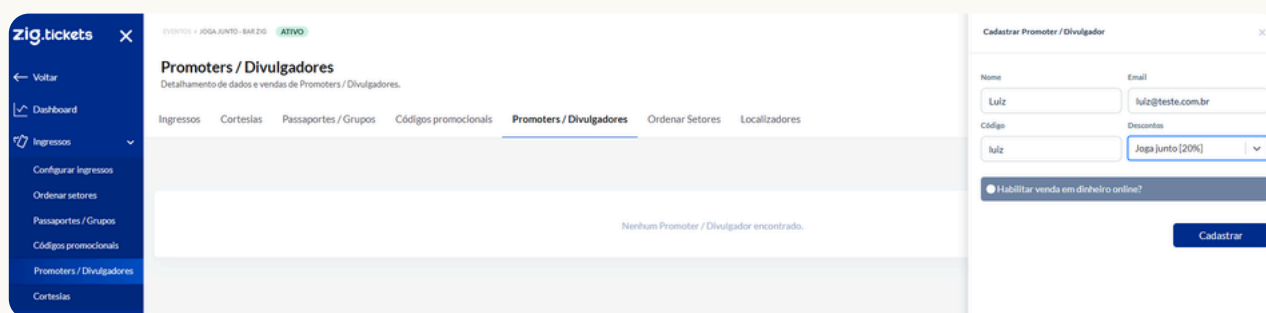 zig.tickets
Voltar
Dashboard
Ingressos
Configurar ingressos
Ordenar setores
Passaportes / Grupos
Códigos promocionais
Promoters / Divulgadores
Cortesias
EVENTOS > JOGA JUNTO - BAR ZIG ATIVO
Promoters / Divulgadores
Detalhamento de dados e vendas de Promoters / Divulgadores.
Ingressos Cortesias Passaportes / Grupos Códigos promocionais Promoters / Divulgadores Ordenar Setores Localizadores
Nenhum Promoter / Divulgador encontrado.
Cadastrar Promoter / Divulgador
Nome Email
Luiz luiz@teste.com.br
Código Descontos
luiz Joga junto [20%]
Habilitar venda em dinheiro online?
Cadastrar